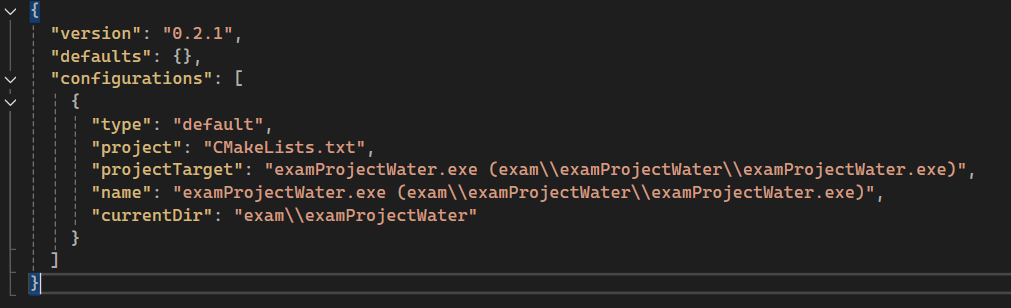 {
"version": "0.2.1",
"defaults": {},
"configurations": [
{
"type": "default",
"project": "CMakeLists.txt",
"projectTarget": "examProjectWater.exe (exam\\examProjectWater\\examProjectWater.exe)",
"name": "examProjectWater.exe (exam\\examProjectWater\\examProjectWater.exe)",
"currentDir": "exam\\examProjectWater"
}
]
}